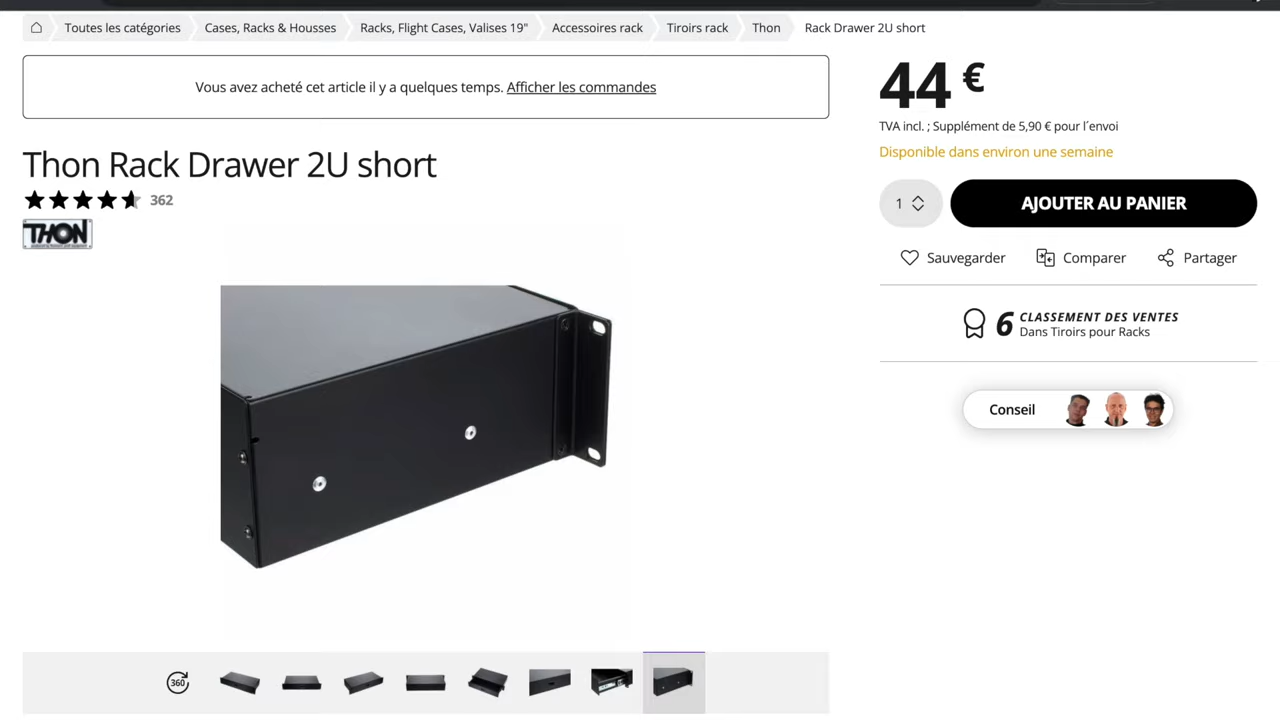 Toutes les catégories
Cases, Racks & Housses
Racks, Flight Cases, Valises 19"
Accessoires rack
Tiroirs rack
Thon
Rack Drawer 2U short
Vous avez acheté cet article il y a quelques temps. Afficher les commandes
Thon Rack Drawer 2U short
362
THON
44 €
TVA incl. ; Supplément de 5,90 € pour l´envoi
Disponible dans environ une semaine
1
AJOUTER AU PANIER
Sauvegarder
Comparer
Partager
6
CLASSEMENT DES VENTES
Dans Tiroirs pour Racks
Conseil
360